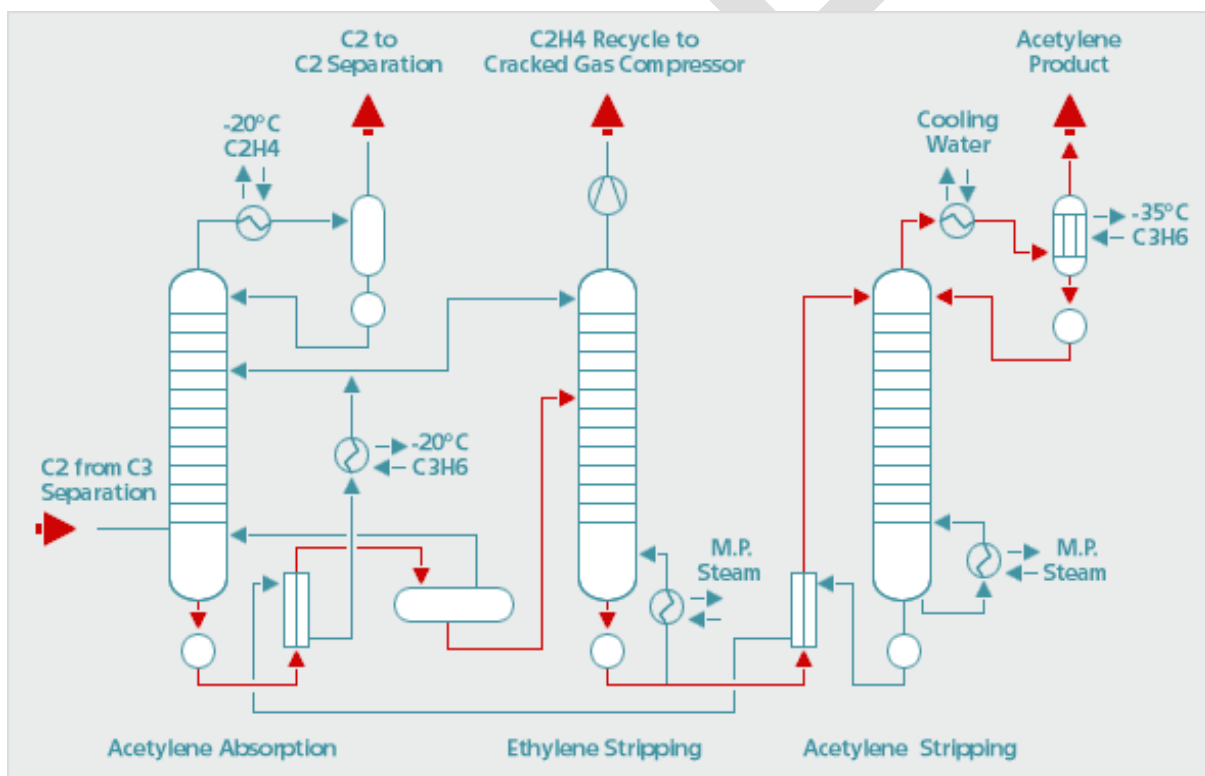 C2 to
C2 Separation
C2H4 Recycle to
Cracked Gas Compressor
Acetylene
Product
-20°C
C2H4
Cooling
Water
-35°C
C3H6
-20°C
C3H6
C2 from C3
Separation
M.P.
Steam
M.P.
Steam
Acetylene Absorption
Ethylene Stripping
Acetylene Stripping